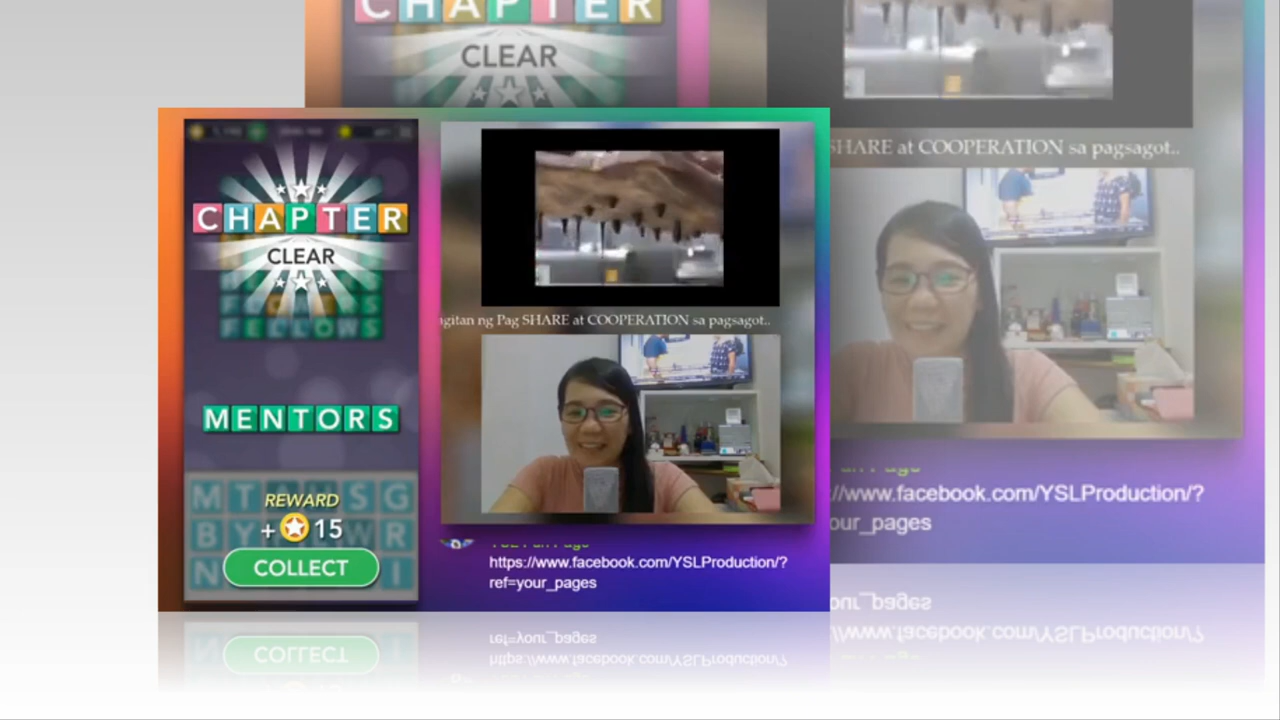 CHAPTER
CLEAR
SHARE at COOPERATION sa pagsagot..
://www.facebook.com/YSLProduction/?
our_pages
CHAPTER
CLEAR
FELLOWS
MENTORS
REWARD
+ 15
COLLECT
gitan ng Pag SHARE at COOPERATION sa pagsagot..
https://www.facebook.com/YSLProduction/?
ref=your_pages